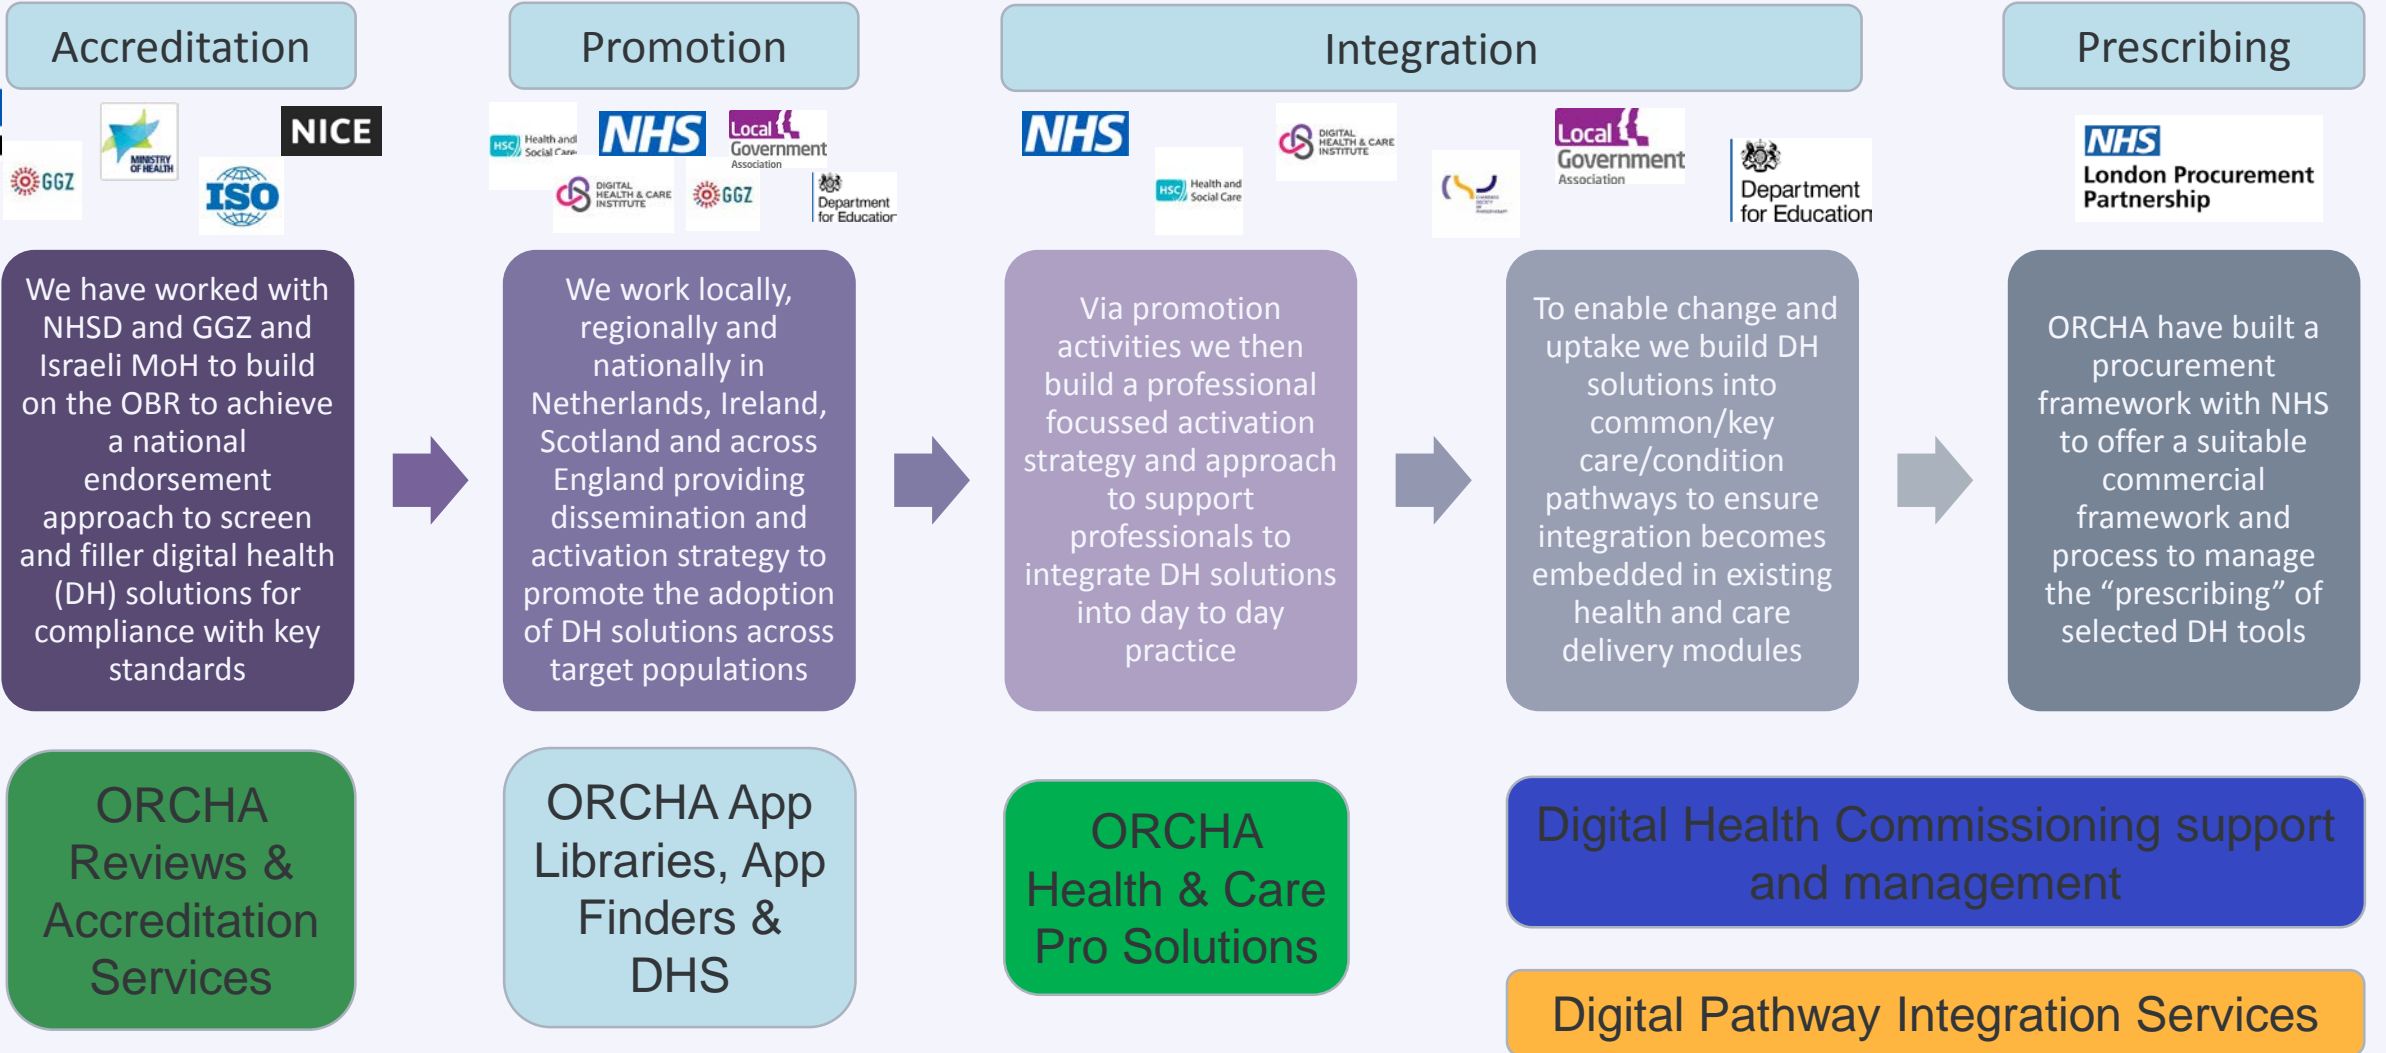 Accreditation
Promotion
Integration
Prescribing
GGZ
MINISTRY
OF HEALTH
ISO
NICE
HSC Health and
Social Care
NHS
Local
Government
Association
DIGITAL
HEALTH & CARE
INSTITUTE
GGZ
Department
for Education
NHS
HSC Health and
Social Care
DIGITAL
HEALTH & CARE
INSTITUTE
Local
Government
Association
Department
for Education
NHS
London Procurement
Partnership
We have worked with
NHSD and GGZ and
Israeli MoH to build
on the OBR to achieve
a national
endorsement
approach to screen
and filler digital health
(DH) solutions for
compliance with key
standards
We work locally,
regionally and
nationally in
Netherlands, Ireland,
Scotland and across
England providing
dissemination and
activation strategy to
promote the adoption
of DH solutions across
target populations
Via promotion
activities we then
build a professional
focussed activation
strategy and approach
to support
professionals to
integrate DH solutions
into day to day
practice
To enable change and
uptake we build DH
solutions into
common/key
care/condition
pathways to ensure
integration becomes
embedded in existing
health and care
delivery modules
ORCHA have built a
procurement
framework with NHS
to offer a suitable
commercial
framework and
process to manage
the “prescribing” of
selected DH tools
ORCHA
Reviews &
Accreditation
Services
ORCHA App
Libraries, App
Finders &
DHS
ORCHA
Health & Care
Pro Solutions
Digital Health Commissioning support
and management
Digital Pathway Integration Services